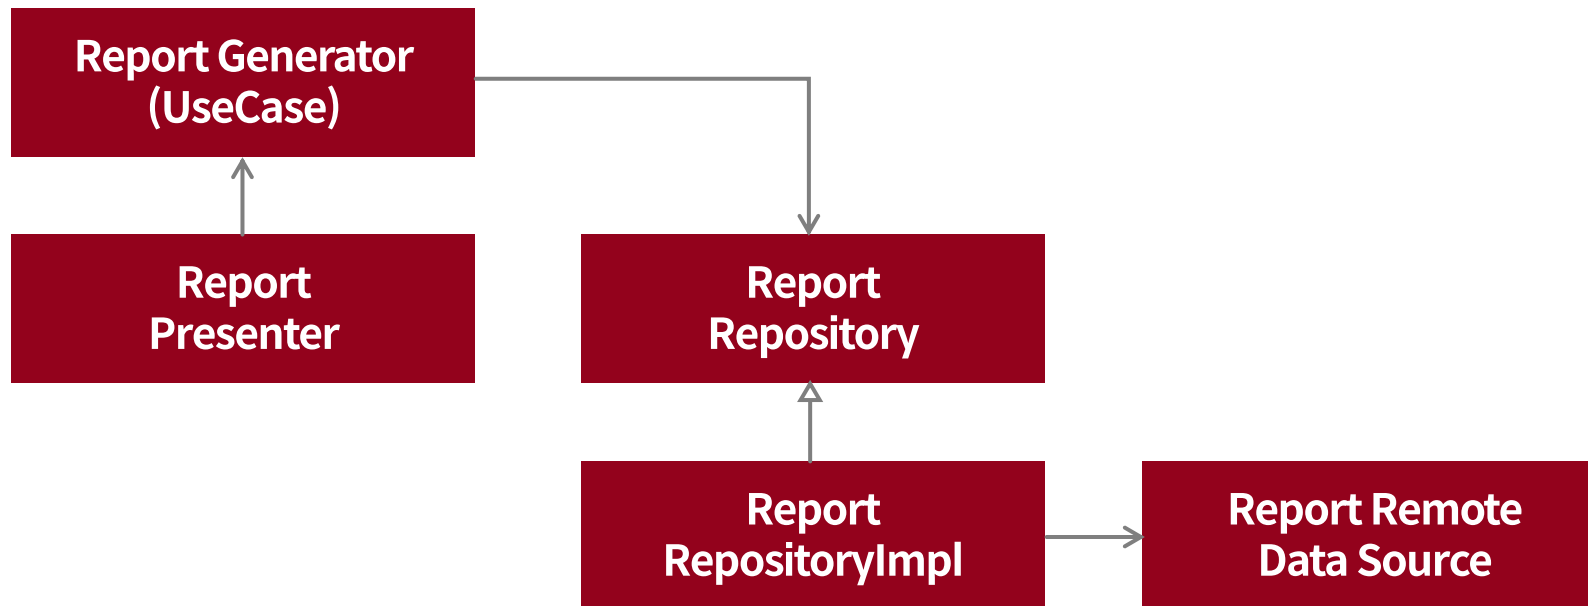 Report Generator
(UseCase)
Report
Presenter
Report
Repository
Report
RepositoryImpl
Report Remote
Data Source